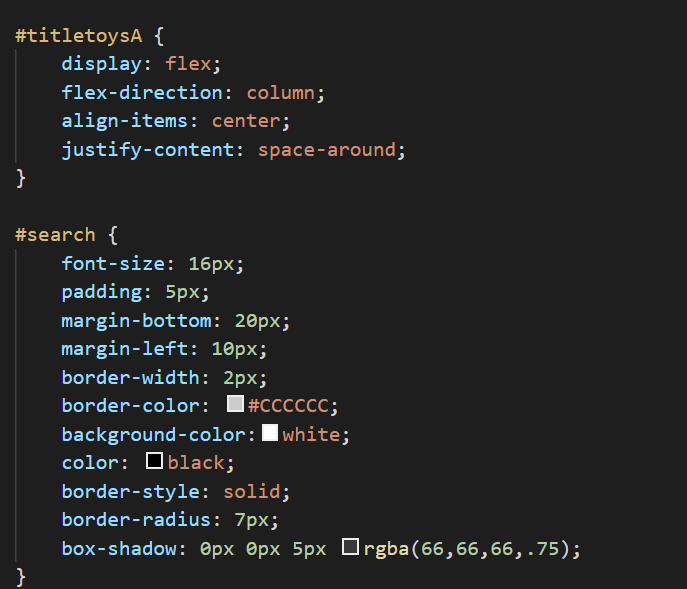 #titletoysA {
    display: flex;
    flex-direction: column;
    align-items: center;
    justify-content: space-around;
}

#search {
    font-size: 16px;
    padding: 5px;
    margin-bottom: 20px;
    margin-left: 10px;
    border-width: 2px;
    border-color: #CCCCCC;
    background-color:white;
    color: black;
    border-style: solid;
    border-radius: 7px;
    box-shadow: 0px 0px 5px rgba(66,66,66,.75);
}